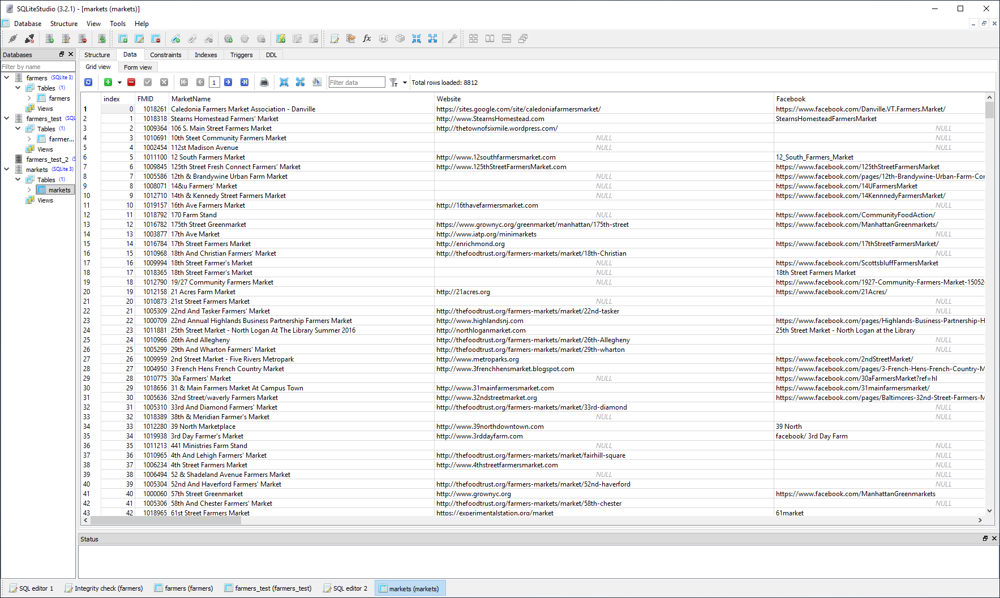 SQLiteStudio (3.2.1) - [markets (markets)]
Database Structure View Tools Help
Databases
Filter by name
farmers (SQLite 3)
Tables (1)
farmers
Views
farmers_test (SQL
Tables (1)
farmer...
Views
farmers_test_2 (S
markets (SQLite 3)
Tables (1)
markets
Views
Structure Data Constraints Indexes Triggers DDL
Grid view Form view
1 Filter data Total rows loaded: 8812
index FMID MarketName Website Facebook
1 0 1018261 Caledonia Farmers Market Association - Danville https://sites.google.com/site/caledoniafarmersmarket/ https://www.facebook.com/Danville.VT.Farmers.Market/
2 1 1018318 Stearns Homestead Farmers' Market http://www.StearnsHomestead.com StearnsHomesteadFarmersMarket
3 2 1009364 106 S. Main Street Farmers Market http://thetownofsixmile.wordpress.com/ NULL
4 3 1010691 10th Steet Community Farmers Market NULL NULL
5 4 1002454 112st Madison Avenue NULL NULL
6 5 1011100 12 South Farmers Market http://www.12southfarmersmarket.com 12_South_Farmers_Market
7 6 1009845 125th Street Fresh Connect Farmers' Market http://www.125thStreetFarmersMarket.com https://www.facebook.com/125thStreetFarmersMarket
8 7 1005586 12th & Brandywine Urban Farm Market NULL https://www.facebook.com/pages/12th-Brandywine-Urban-Farm-Cor
9 8 1008071 14&u Farmers' Market NULL https://www.facebook.com/14UFarmersMarket
10 9 1012710 14th & Kennedy Street Farmers Market NULL https://www.facebook.com/14KennnedyFarmersMarket/
11 10 1019157 16th Ave Farmers Market http://16thavefarmersmarket.com NULL
12 11 1018792 170 Farm Stand NULL https://www.facebook.com/CommunityFoodAction/
13 12 1016782 175th Street Greenmarket https://www.grownyc.org/greenmarket/manhattan/175th-street https://www.facebook.com/ManhattanGreenmarkets/
14 13 1003877 17th Ave Market http://www.iatp.org/minimarkets NULL
15 14 1016784 17th Street Farmers Market http://enrichmond.org https://www.facebook.com/17thStreetFarmersMarket/
16 15 1010968 18th And Christian Farmers' Market http://thefoodtrust.org/farmers-markets/market/18th-Christian NULL
17 16 1009994 18th Street Farmer's Market NULL https://www.facebook.com/ScottsbluffFarmersMarket
18 17 1018365 18th Street Farmer's Market NULL 18th Street Farmers Market
19 18 1012790 19/27 Community Farmers Market NULL https://www.facebook.com/1927-Community-Farmers-Market-15052
20 19 1012158 21 Acres Farm Market http://21acres.org https://www.facebook.com/21Acres/
21 20 1010873 21st Street Farmers Market NULL NULL
22 21 1005309 22nd And Tasker Farmers' Market http://thefoodtrust.org/farmers-markets/market/22nd-tasker NULL
23 22 1000709 22nd Annual Highlands Business Partnership Farmers Market http://www.highlandsnj.com https://www.facebook.com/pages/Highlands-Business-Partnership-H
24 23 1011881 25th Street Market - North Logan At The Library Summer 2016 http://northloganmarket.com 25th Street Market - North Logan at the Library
25 24 1010966 26th And Allegheny http://thefoodtrust.org/farmers-markets/market/26th-Allegheny NULL
26 25 1005299 29th And Wharton Farmers' Market http://thefoodtrust.org/farmers-markets/market/29th-wharton NULL
27 26 1009959 2nd Street Market - Five Rivers Metropark http://www.metroparks.org https://www.facebook.com/2ndStreetMarket/
28 27 1004950 3 French Hens French Country Market http://www.3frenchhensmarket.blogspot.com https://www.facebook.com/pages/3-French-Hens-French-Country-M
29 28 1010775 30a Farmers' Market NULL https://www.facebook.com/30aFarmersMarket?ref=hl
30 29 1018656 31 & Main Farmers Market At Campus Town http://www.31mainfarmersmarket.com https://www.facebook.com/31mainfarmersmarket/
31 30 1005636 32nd Street/waverly Farmers Market http://www.32ndstreetmarket.org https://www.facebook.com/pages/Baltimores-32nd-Street-Farmers-M
32 31 1005310 33rd And Diamond Farmers' Market http://thefoodtrust.org/farmers-markets/market/33rd-diamond NULL
33 32 1018389 38th & Meridian Farmer's Market NULL NULL
34 33 1012280 39 North Marketplace http://www.39northdowntown.com 39 North
35 34 1019938 3rd Day Farmer's Market http://www.3rddayfarm.com facebook/ 3rd Day Farm
36 35 1011213 441 Ministries Farm Stand NULL NULL
37 36 1010965 4th And Lehigh Farmers' Market http://thefoodtrust.org/farmers-markets/market/fairhill-square NULL
38 37 1006234 4th Street Farmers Market http://www.4thstreetfarmersmarket.com NULL
39 38 1006494 52 & Shadeland Avenue Farmers Market NULL NULL
40 39 1005304 52nd And Haverford Farmers' Market http://thefoodtrust.org/farmers-markets/market/52nd-haverford NULL
41 40 1000060 57th Street Greenmarket http://www.grownyc.org https://www.facebook.com/ManhattanGreenmarkets
42 41 1005306 58th And Chester Farmers' Market http://thefoodtrust.org/farmers-markets/market/58th-chester NULL
43 42 1018965 61st Street Farmers Market https://experimentalstation.org/market 61market
Status
SQL editor 1 Integrity check (farmers) farmers (farmers) farmers_test (farmers_test) SQL editor 2 markets (markets)